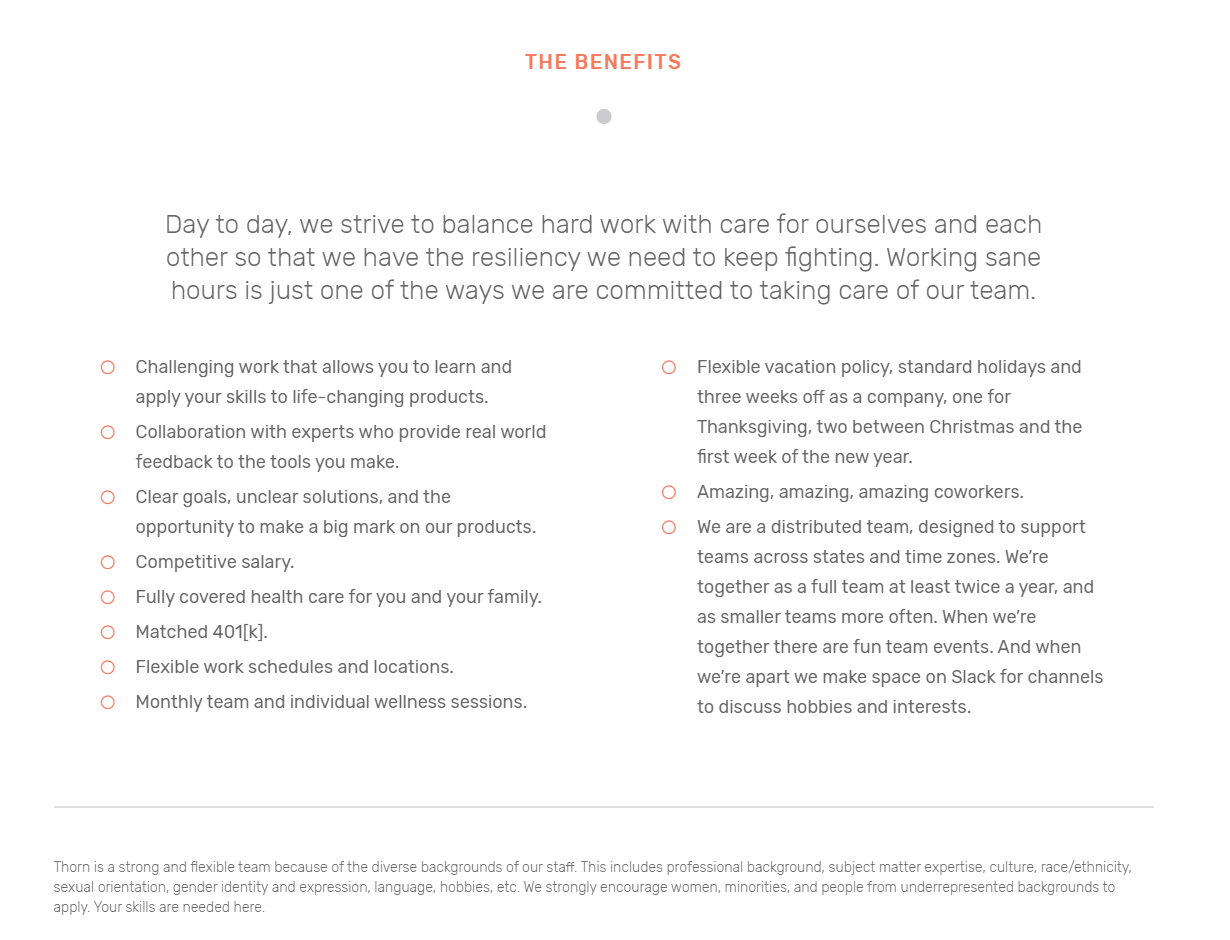 THE BENEFITS
Day to day, we strive to balance hard work with care for ourselves and each
other so that we have the resiliency we need to keep fighting. Working sane
hours is just one of the ways we are committed to taking care of our team.
Challenging work that allows you to learn and
apply your skills to life-changing products.
Collaboration with experts who provide real world
feedback to the tools you make.
Clear goals, unclear solutions, and the
opportunity to make a big mark on our products.
Competitive salary.
Fully covered health care for you and your family.
Matched 401[k].
Flexible work schedules and locations.
Monthly team and individual wellness sessions.
Flexible vacation policy, standard holidays and
three weeks off as a company, one for
Thanksgiving, two between Christmas and the
first week of the new year.
Amazing, amazing, amazing coworkers.
We are a distributed team, designed to support
teams across states and time zones. We’re
together as a full team at least twice a year, and
as smaller teams more often. When we’re
together there are fun team events. And when
we’re apart we make space on Slack for channels
to discuss hobbies and interests.
Thorn is a strong and flexible team because of the diverse backgrounds of our staff. This includes professional background, subject matter expertise, culture, race/ethnicity,
sexual orientation, gender identity and expression, language, hobbies, etc. We strongly encourage women, minorities, and people from underrepresented backgrounds to
apply. Your skills are needed here.